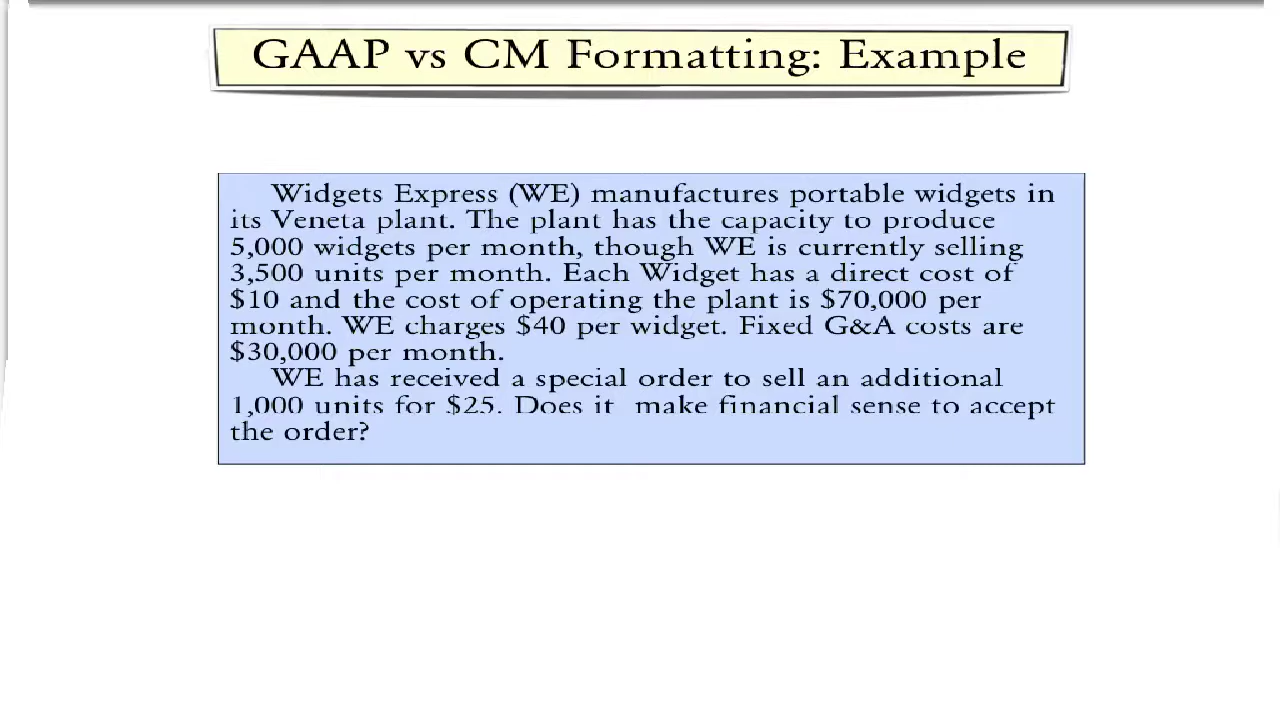 GAAP vs CM Formatting: Example
Widgets Express (WE) manufactures portable widgets in
its Veneta plant. The plant has the capacity to produce
5,000 widgets per month, though WE is currently selling
3,500 units per month. Each Widget has a direct cost of
$10 and the cost of operating the plant is $70,000 per
month. WE charges $40 per widget. Fixed G&A costs are
$30,000 per month.
WE has received a special order to sell an additional
1,000 units for $25. Does it make financial sense to accept
the order?